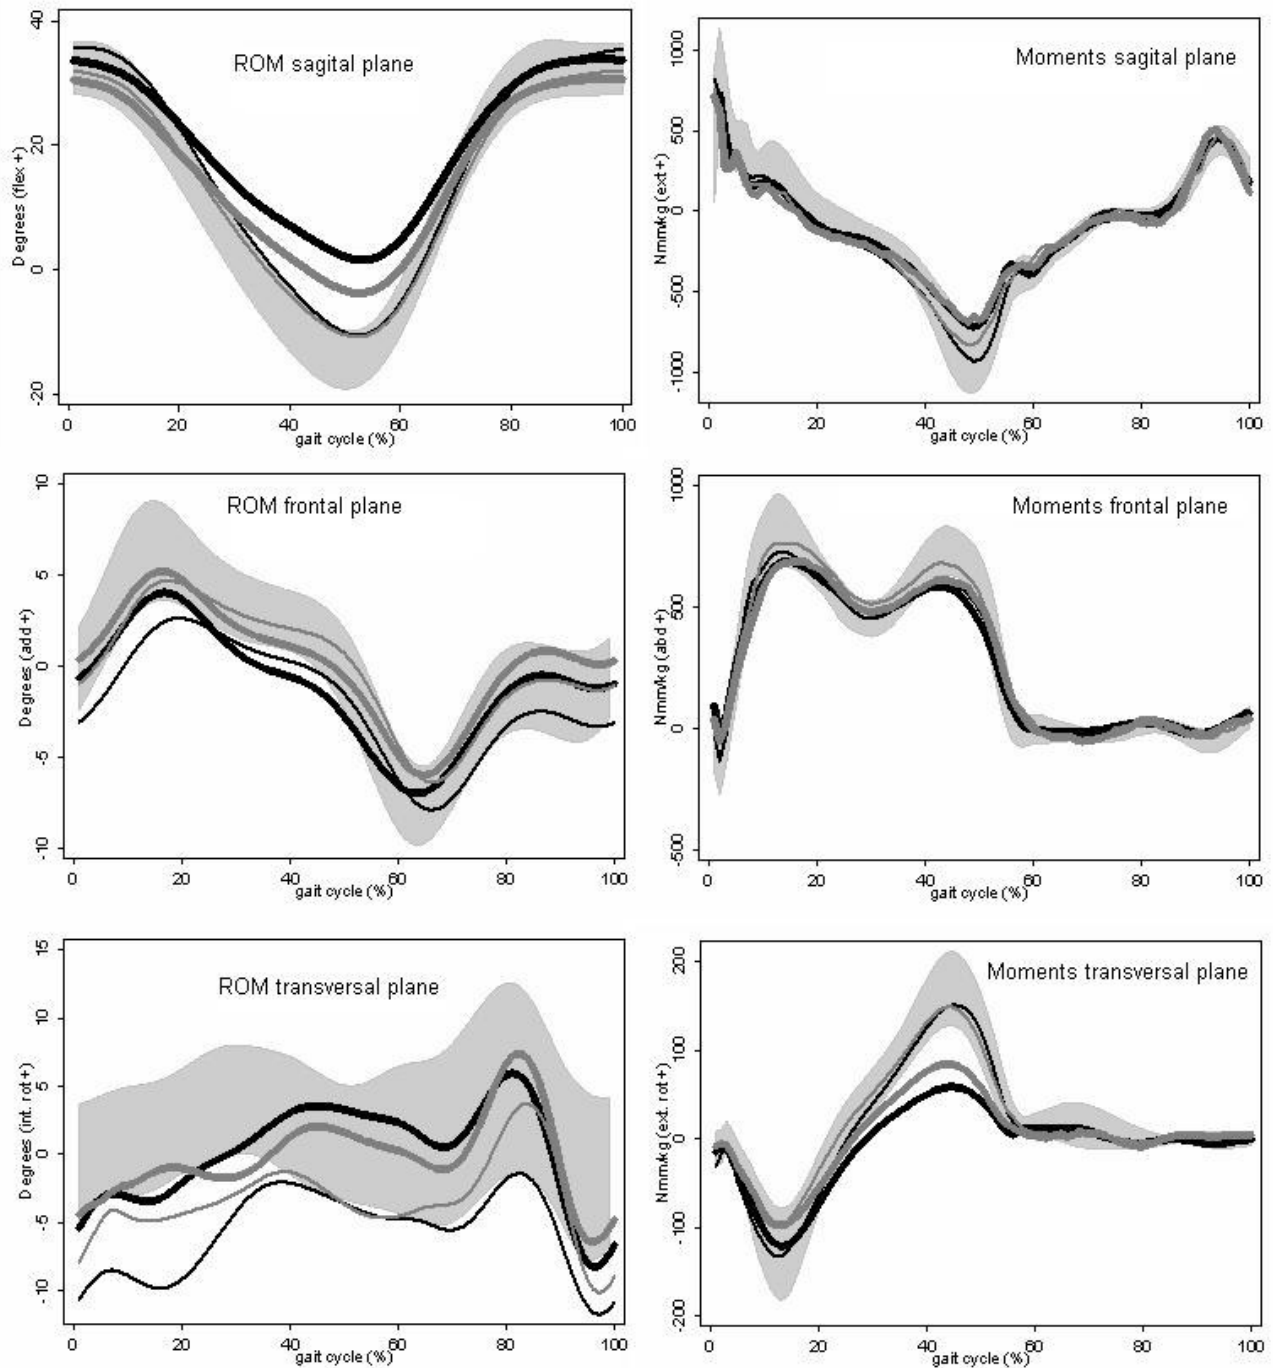 ROM sagital plane
Degrees (flex +)
40
20
0
-20
0 20 40 60 80 100
gait cycle (%)
Moments sagital plane
Nmm/kg (ext +)
1000
500
0
-500
-1000
0 20 40 60 80 100
gait cycle (%)
ROM frontal plane
Degrees (add +)
10
5
0
-5
-10
0 20 40 60 80 100
gait cycle (%)
Moments frontal plane
Nmm/kg (abd +)
1000
500
0
-500
0 20 40 60 80 100
gait cycle (%)
ROM transversal plane
Degrees (int. rot +)
15
10
5
0
-5
-10
0 20 40 60 80 100
gait cycle (%)
Moments transversal plane
Nmm/kg (ext. rot +)
200
100
0
-100
-200
0 20 40 60 80 100
gait cycle (%)